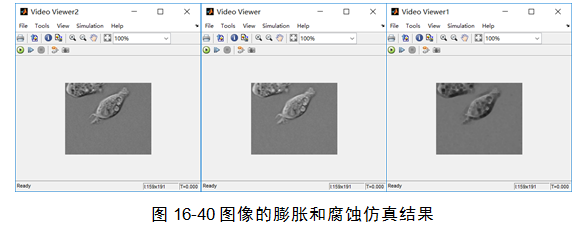 Video Viewer2
File Tools View Simulation Help
100%
Ready
I:159x191 T=0.000
Video Viewer
File Tools View Simulation Help
100%
Ready
I:159x191 T=0.000
Video Viewer1
File Tools View Simulation Help
100%
Ready
I:159x191 T=0.000
图 16-40 图像的膨胀和腐蚀仿真结果